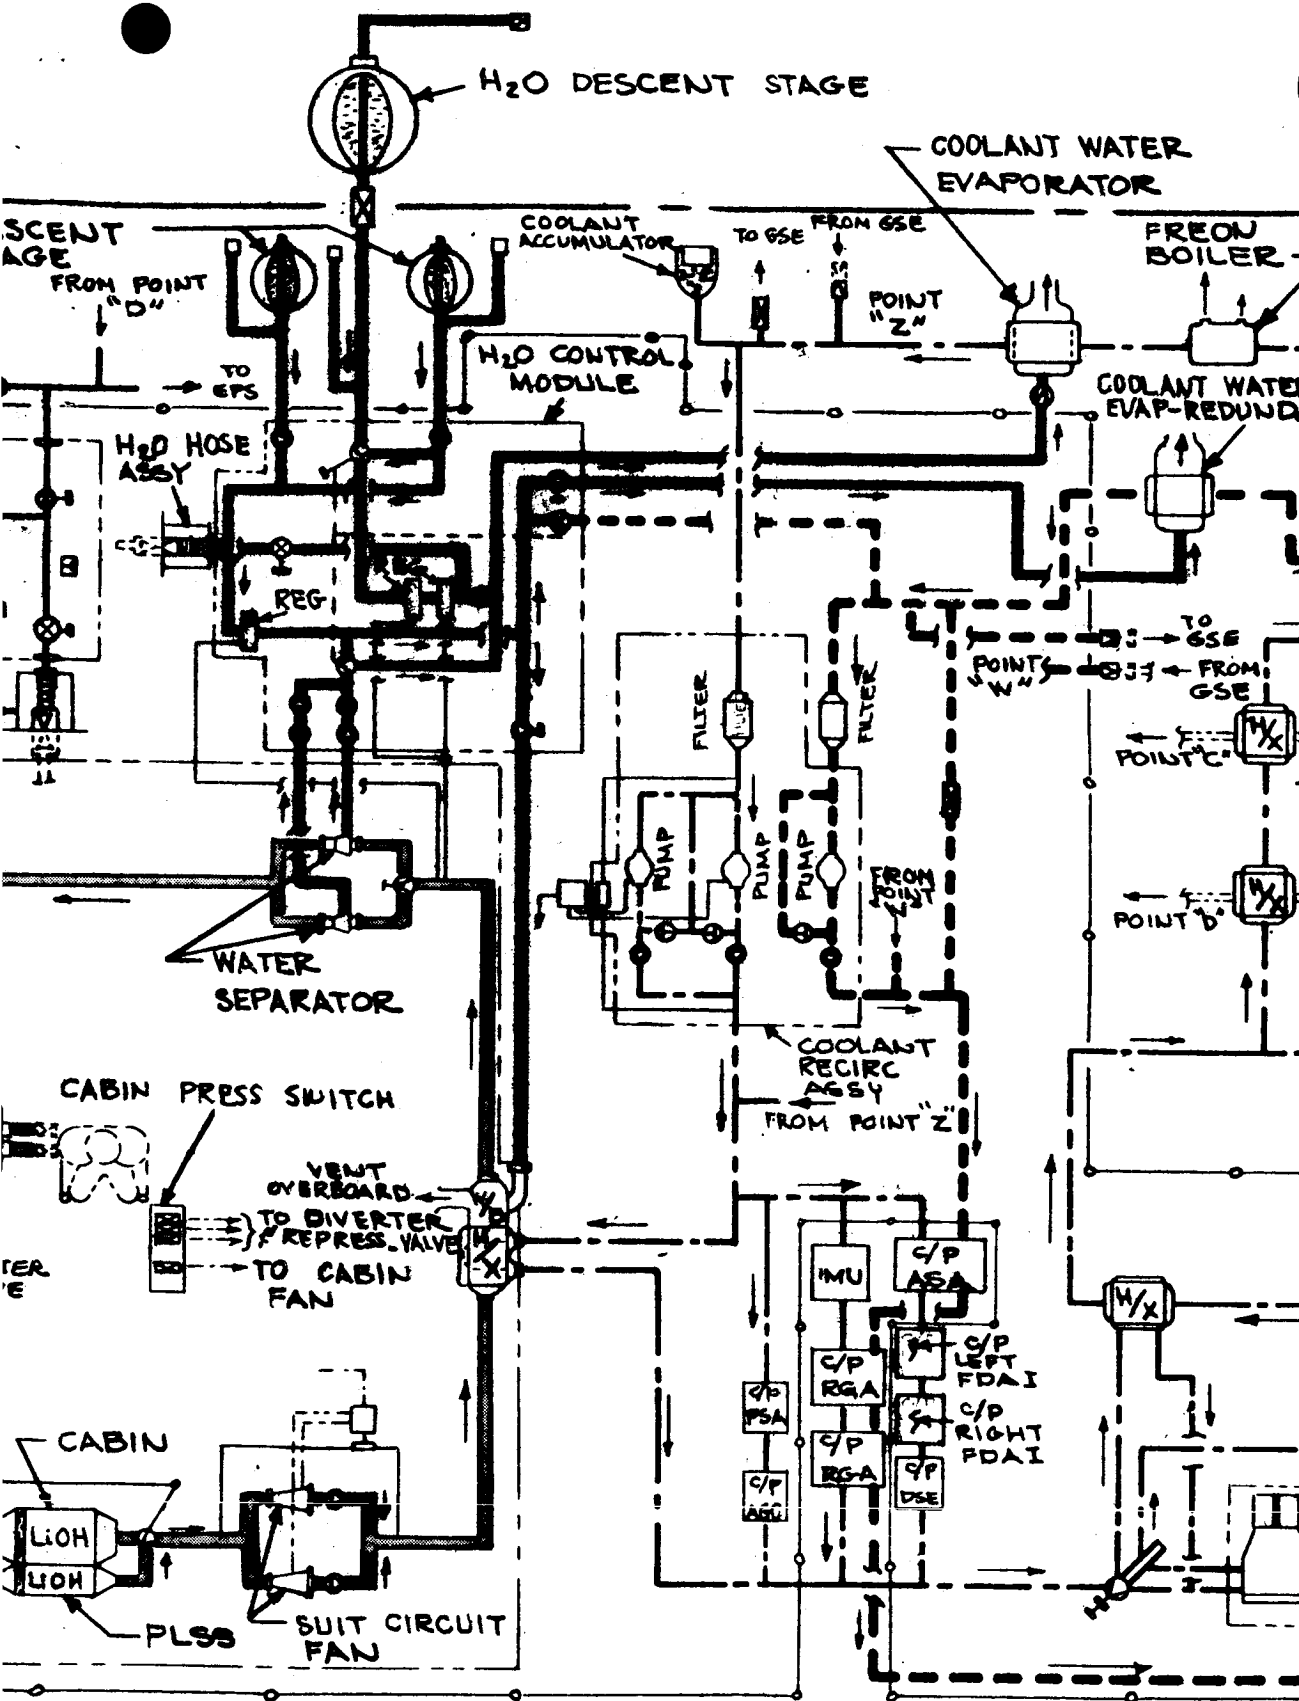 H2O DESCENT STAGE
COOLANT WATER
EVAPORATOR
SCENT
AGE
FROM POINT
"D"
COOLANT
ACCUMULATOR
TO GSE
FROM GSE
POINT
"Z"
FREON
BOILER
H2O CONTROL
MODULE
TO
EPS
COOLANT WATE
EVAP-REDUND
H2O HOSE
ASSY
REG
TO
GSE
POINT
"W"
FROM
GSE
FILTER
FILTER
H/X
POINT "C"
PUMP
PUMP
PUMP
FROM
POINT
H/X
POINT "D"
WATER
SEPARATOR
COOLANT
RECIRC
ASSY
FROM POINT "Z"
CABIN PRESS SWITCH
VENT
OVERBOARD
TO DIVERTER
& REPRESS. VALVE
TO CABIN
FAN
H/X
TER
E
IMU
C/P
ASA
H/X
C/P
RGA
C/P
LEFT
FDAI
C/P
PSA
C/P
RIGHT
FDAI
C/P
RGA
C/P
DSE
C/P
CABIN
LiOH
LiOH
PLSS
SUIT CIRCUIT
FAN